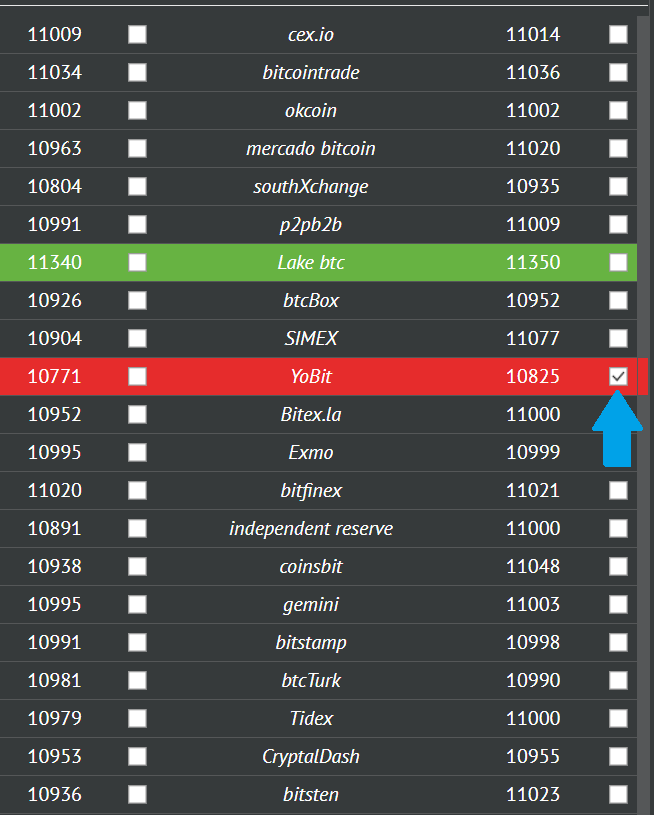 11009 cex.io 11014
11034 bitcointrade 11036
11002 okcoin 11002
10963 mercado bitcoin 11020
10804 southXchange 10935
10991 p2pb2b 11009
11340 Lake btc 11350
10926 btcBox 10952
10904 SIMEX 11077
10771 YoBit 10825
10952 Bitex.la 11000
10995 Exmo 10999
11020 bitfinex 11021
10891 independent reserve 11000
10938 coinsbit 11048
10995 gemini 11003
10991 bitstamp 10998
10981 btcTurk 10990
10979 Tidex 11000
10953 CryptalDash 10955
10936 bitsten 11023